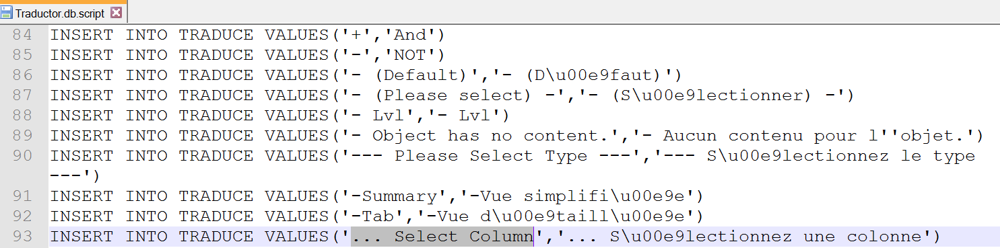 Traductor.db.script
84 INSERT INTO TRADUCE VALUES('+','And')
85 INSERT INTO TRADUCE VALUES('-','NOT')
86 INSERT INTO TRADUCE VALUES('- (Default)','- (D\u00e9faut)')
87 INSERT INTO TRADUCE VALUES('- (Please select) -','- (S\u00e9lectionner) -')
88 INSERT INTO TRADUCE VALUES('- Lvl','- Lvl')
89 INSERT INTO TRADUCE VALUES('- Object has no content.','- Aucun contenu pour l''objet.')
90 INSERT INTO TRADUCE VALUES('--- Please Select Type ---','--- S\u00e9lectionnez le type
---')
91 INSERT INTO TRADUCE VALUES('-Summary','-Vue simplifi\u00e9e')
92 INSERT INTO TRADUCE VALUES('-Tab','-Vue d\u00e9taill\u00e9e')
93 INSERT INTO TRADUCE VALUES('... Select Column','... S\u00e9lectionnez une colonne')